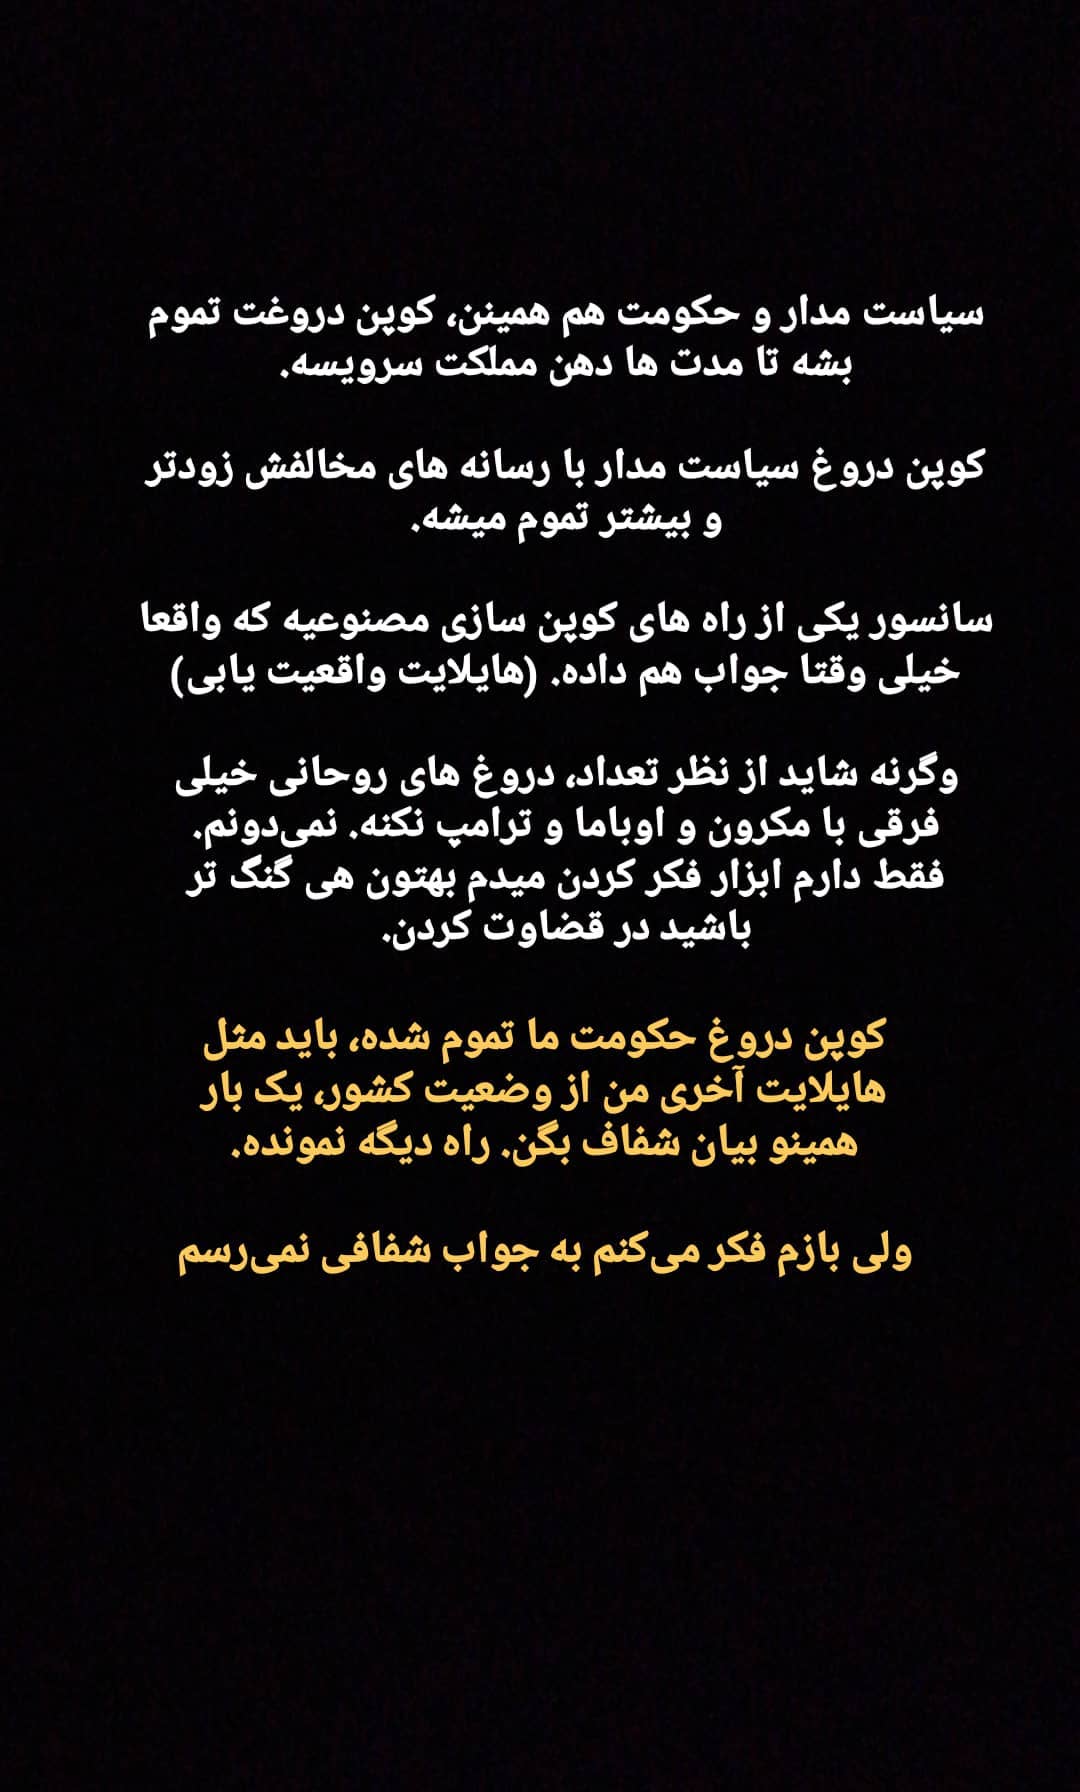 سیاست مدار و حکومت هم همینن، کوپن دروغت تموم
بشه تا مدت ها دهن مملکت سرویسه.
کوپن دروغ سیاست مدار با رسانه های مخالفش زودتر
و بیشتر تموم میشه.
سانسور یکی از راه های کوپن سازی مصنوعیه که واقعا
خیلی وقتا جواب هم داده. (هایلایت واقعیت یابی)
وگرنه شاید از نظر تعداد، دروغ های روحانی خیلی
فرقی با مکرون و اوباما و ترامپ نکنه. نمی‌دونم.
فقط دارم ابزار فکر کردن میدم بهتون هی گنگ تر
باشید در قضاوت کردن.
کوپن دروغ حکومت ما تموم شده، باید مثل
هایلایت آخری من از وضعیت کشور، یک بار
همینو بیان شفاف بگن. راه دیگه نمونده.
ولی بازم فکر می‌کنم به جواب شفافی نمی‌رسم